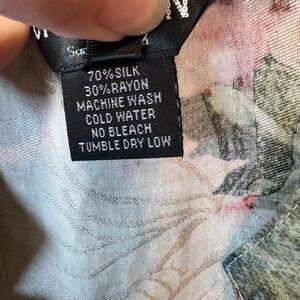 70%SILK
30%RAYON
MACHINE WASH
COLD WATER
NO BLEACH
TUMBLE DRY LOW